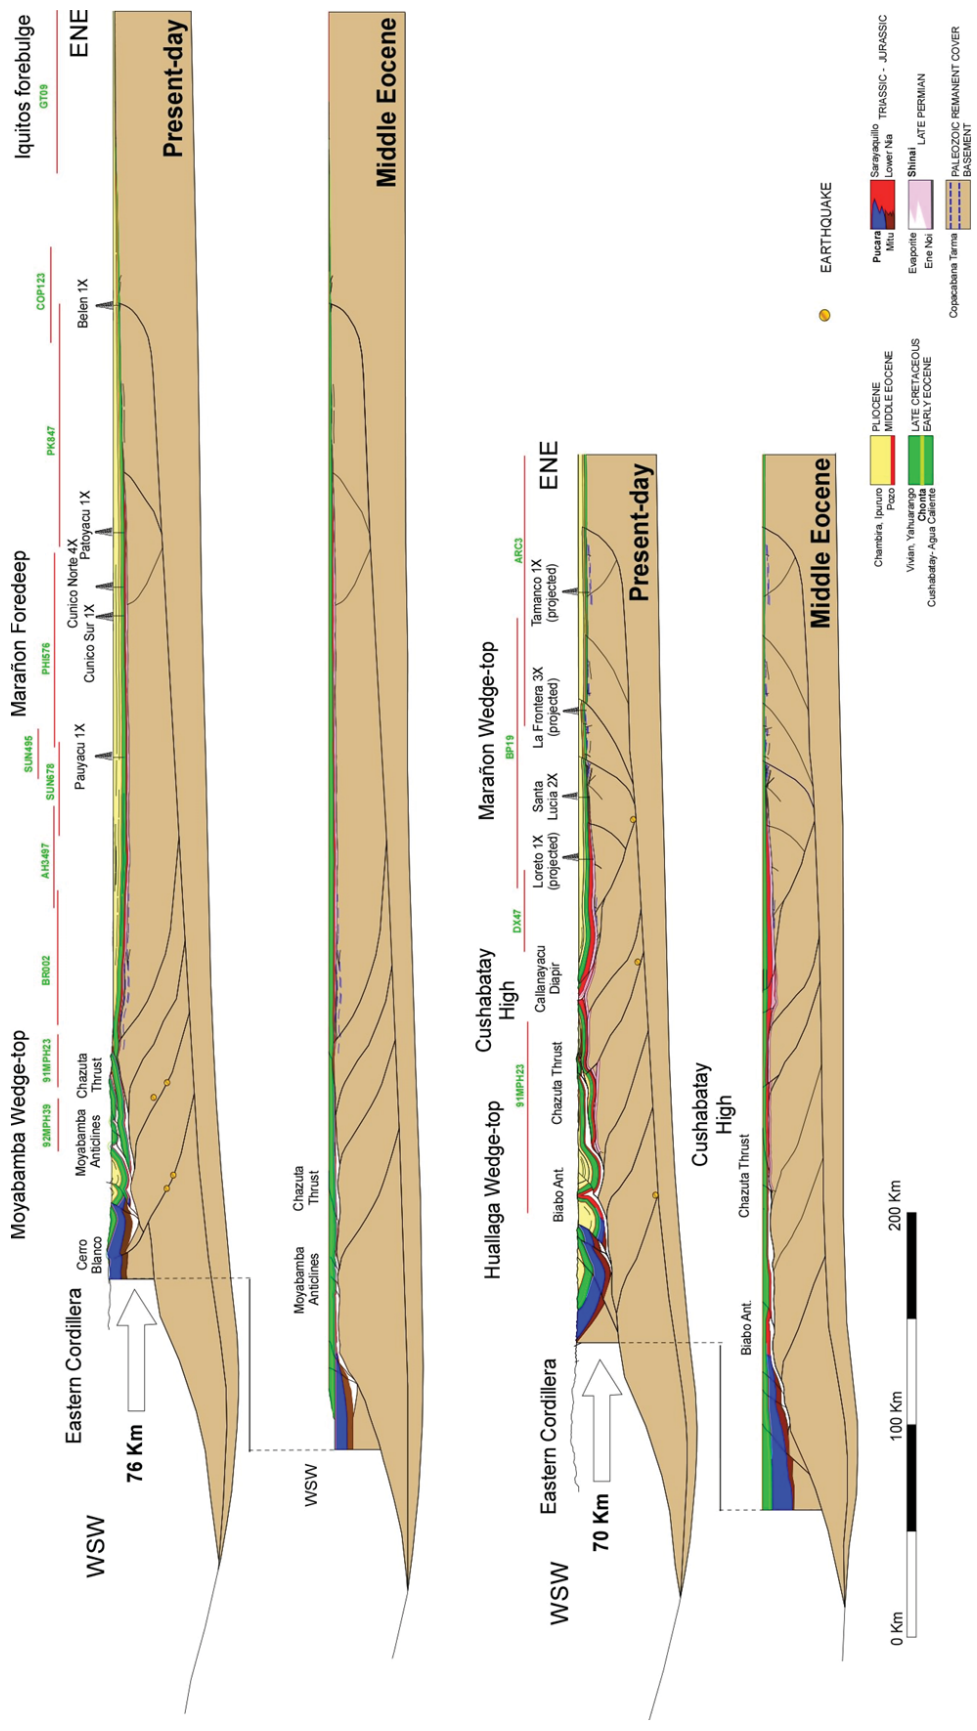 Iquitos forebulge
Marañon Foredeep
Moyabamba Wedge-top
GT09
COP123
PK847
PHI576
SUN495
SUN678
AH3497
BR002
91MPH23
92MPH39
ENE
Belen 1X
Patoyacu 1X
Cunico Norte 4X
Cunico Sur 1X
Pauyacu 1X
Chazuta
Thrust
Moyabamba
Anticlines
Cerro
Blanco
Eastern Cordillera
WSW
76 Km
Present-day
WSW
Moyabamba
Anticlines
Chazuta
Thrust
Middle Eocene
Huallaga Wedge-top
Cushabatay
High
Marañon Wedge-top
91MPH23
DX47
BP19
ARC3
ENE
WSW
Eastern Cordillera
Biabo Ant.
Chazuta Thrust
Callanayacu
Diapir
Loreto 1X
(projected)
Santa
Lucia 2X
La Frontera 3X
(projected)
Tamanco 1X
(projected)
70 Km
Present-day
Cushabatay
High
Biabo Ant.
Chazuta Thrust
Middle Eocene
0 Km
100 Km
200 Km
EARTHQUAKE
Chambira, Ipururo
Pozo
PLIOCENE
MIDDLE EOCENE
Vivian, Yahuarango
Chonta
Cushabatay- Agua Caliente
LATE CRETACEOUS
EARLY EOCENE
Pucara
Mitu
Sarayaquillo
Lower Nia
TRIASSIC - JURASSIC
Evaporite
Ene Noi
Shinai
LATE PERMIAN
Copacabana Tarma
PALEOZOIC REMANENT COVER
BASEMENT